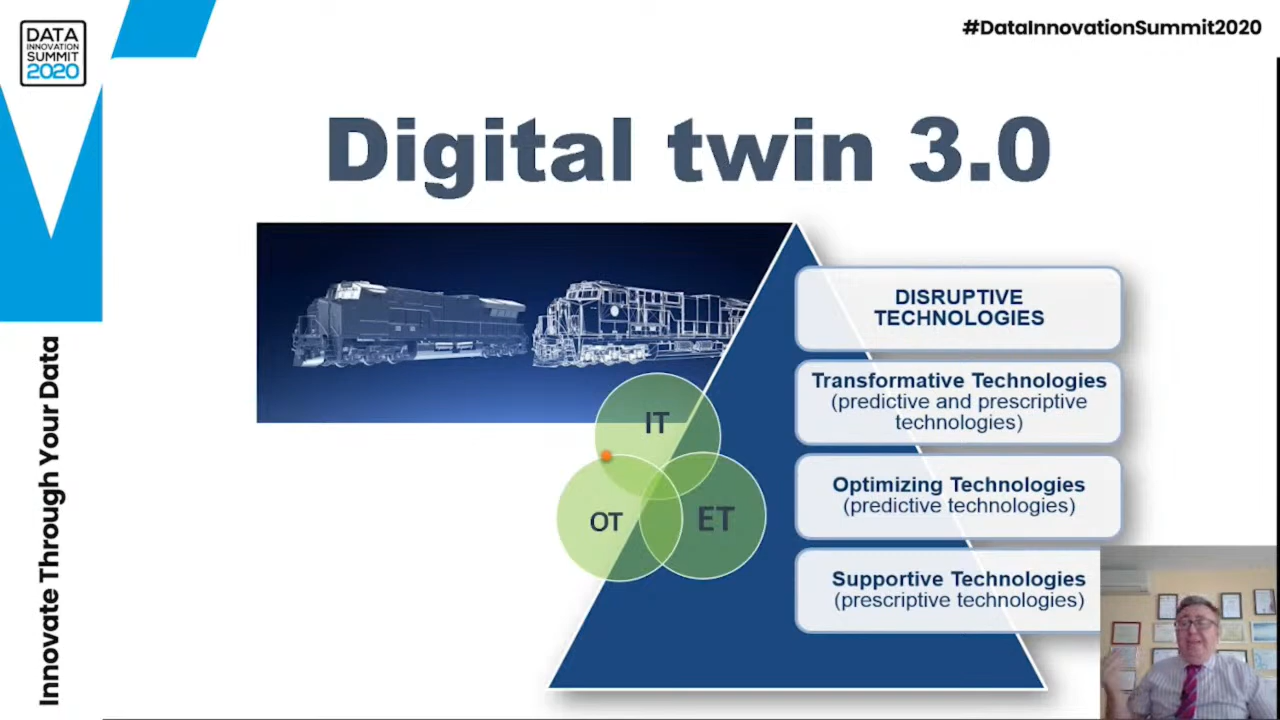 DATA
INNOVATION
SUMMIT
2020
#DataInnovationSummit2020
Innovate Through Your Data
Digital twin 3.0
IT
OT
ET
DISRUPTIVE
TECHNOLOGIES
Transformative Technologies
(predictive and prescriptive
technologies)
Optimizing Technologies
(predictive technologies)
Supportive Technologies
(prescriptive technologies)